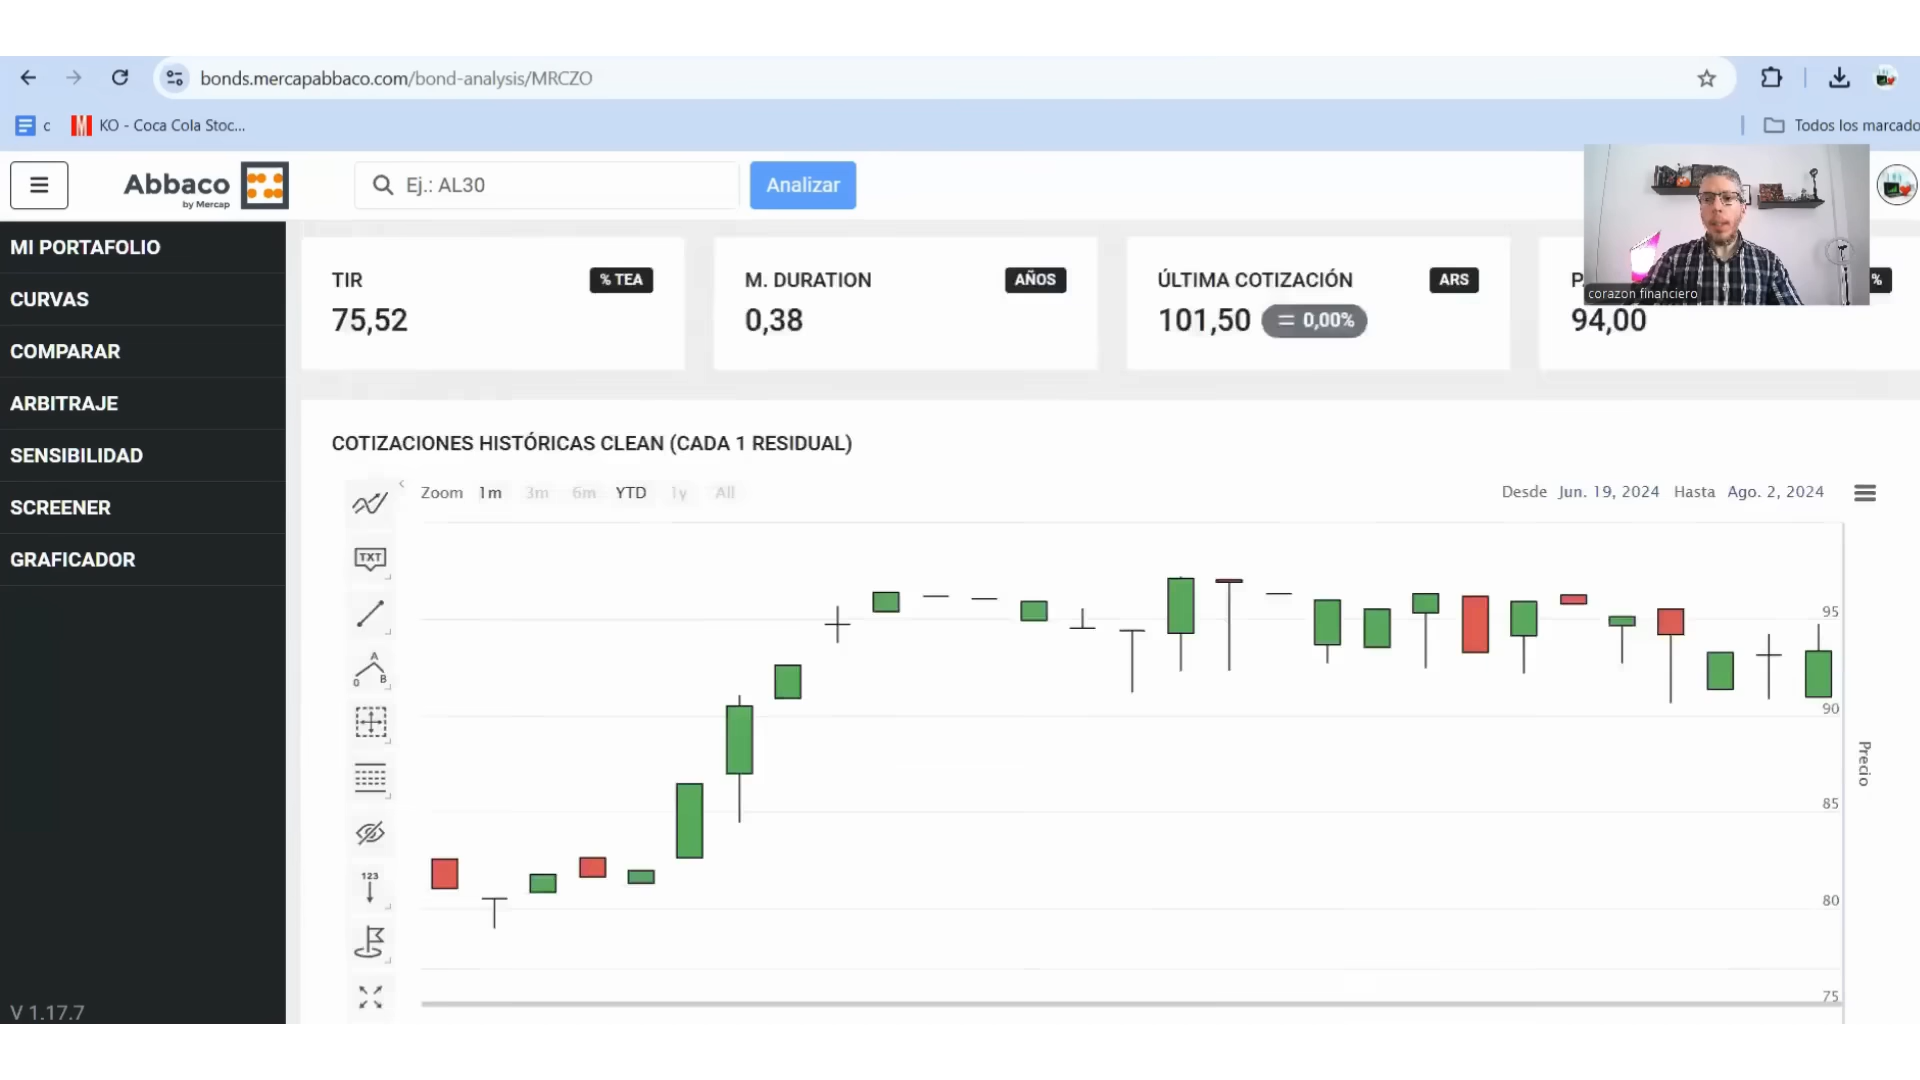 bonds.mercapabbaco.com/bond-analysis/MRCZO
c KO - Coca Cola Stoc...
Todos los marcado
Abbaco
by Mercap
Ej.: AL30
Analizar
MI PORTAFOLIO
CURVAS
COMPARAR
ARBITRAJE
SENSIBILIDAD
SCREENER
GRAFICADOR
V 1.17.7
TIR % TEA
75,52
M. DURATION AÑOS
0,38
ÚLTIMA COTIZACIÓN ARS
101,50 = 0,00%
P %
94,00
corazon financiero
COTIZACIONES HISTÓRICAS CLEAN (CADA 1 RESIDUAL)
Zoom 1m 3m 6m YTD 1y All
Desde Jun. 19, 2024 Hasta Ago. 2, 2024
TXT
A
0 B
123
95
90
85
80
75
Precio